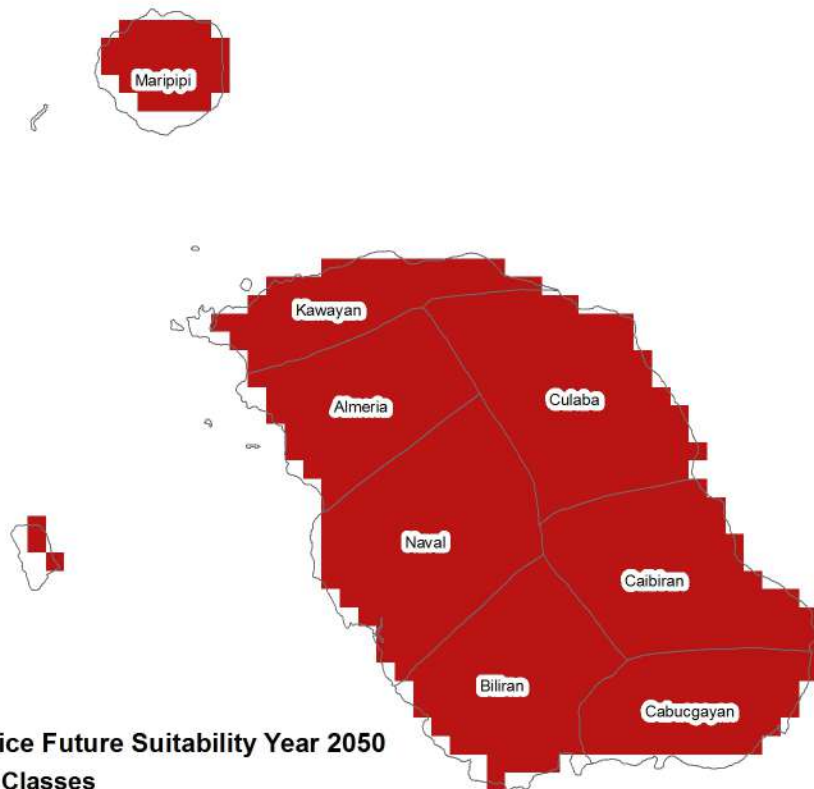 Maripipi
Kawayan
Almeria
Culaba
Naval
Caibiran
Biliran
Cabucgayan
ice Future Suitability Year 2050
Classes